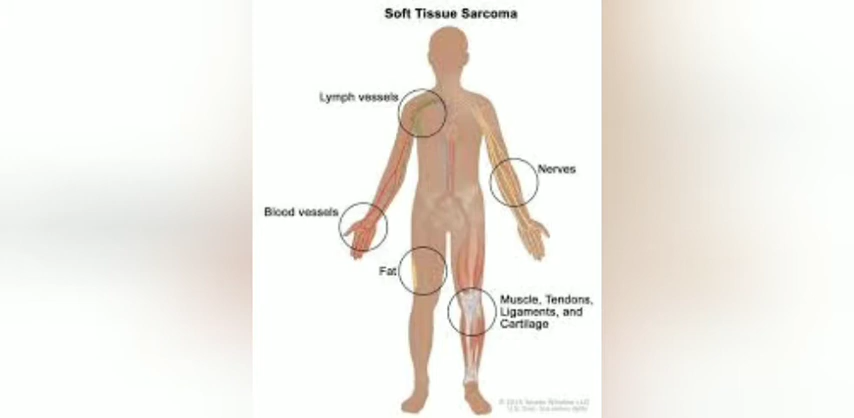 Soft Tissue Sarcoma
Lymph vessels
Nerves
Blood vessels
Fat
Muscle, Tendons,
Ligaments, and
Cartilage